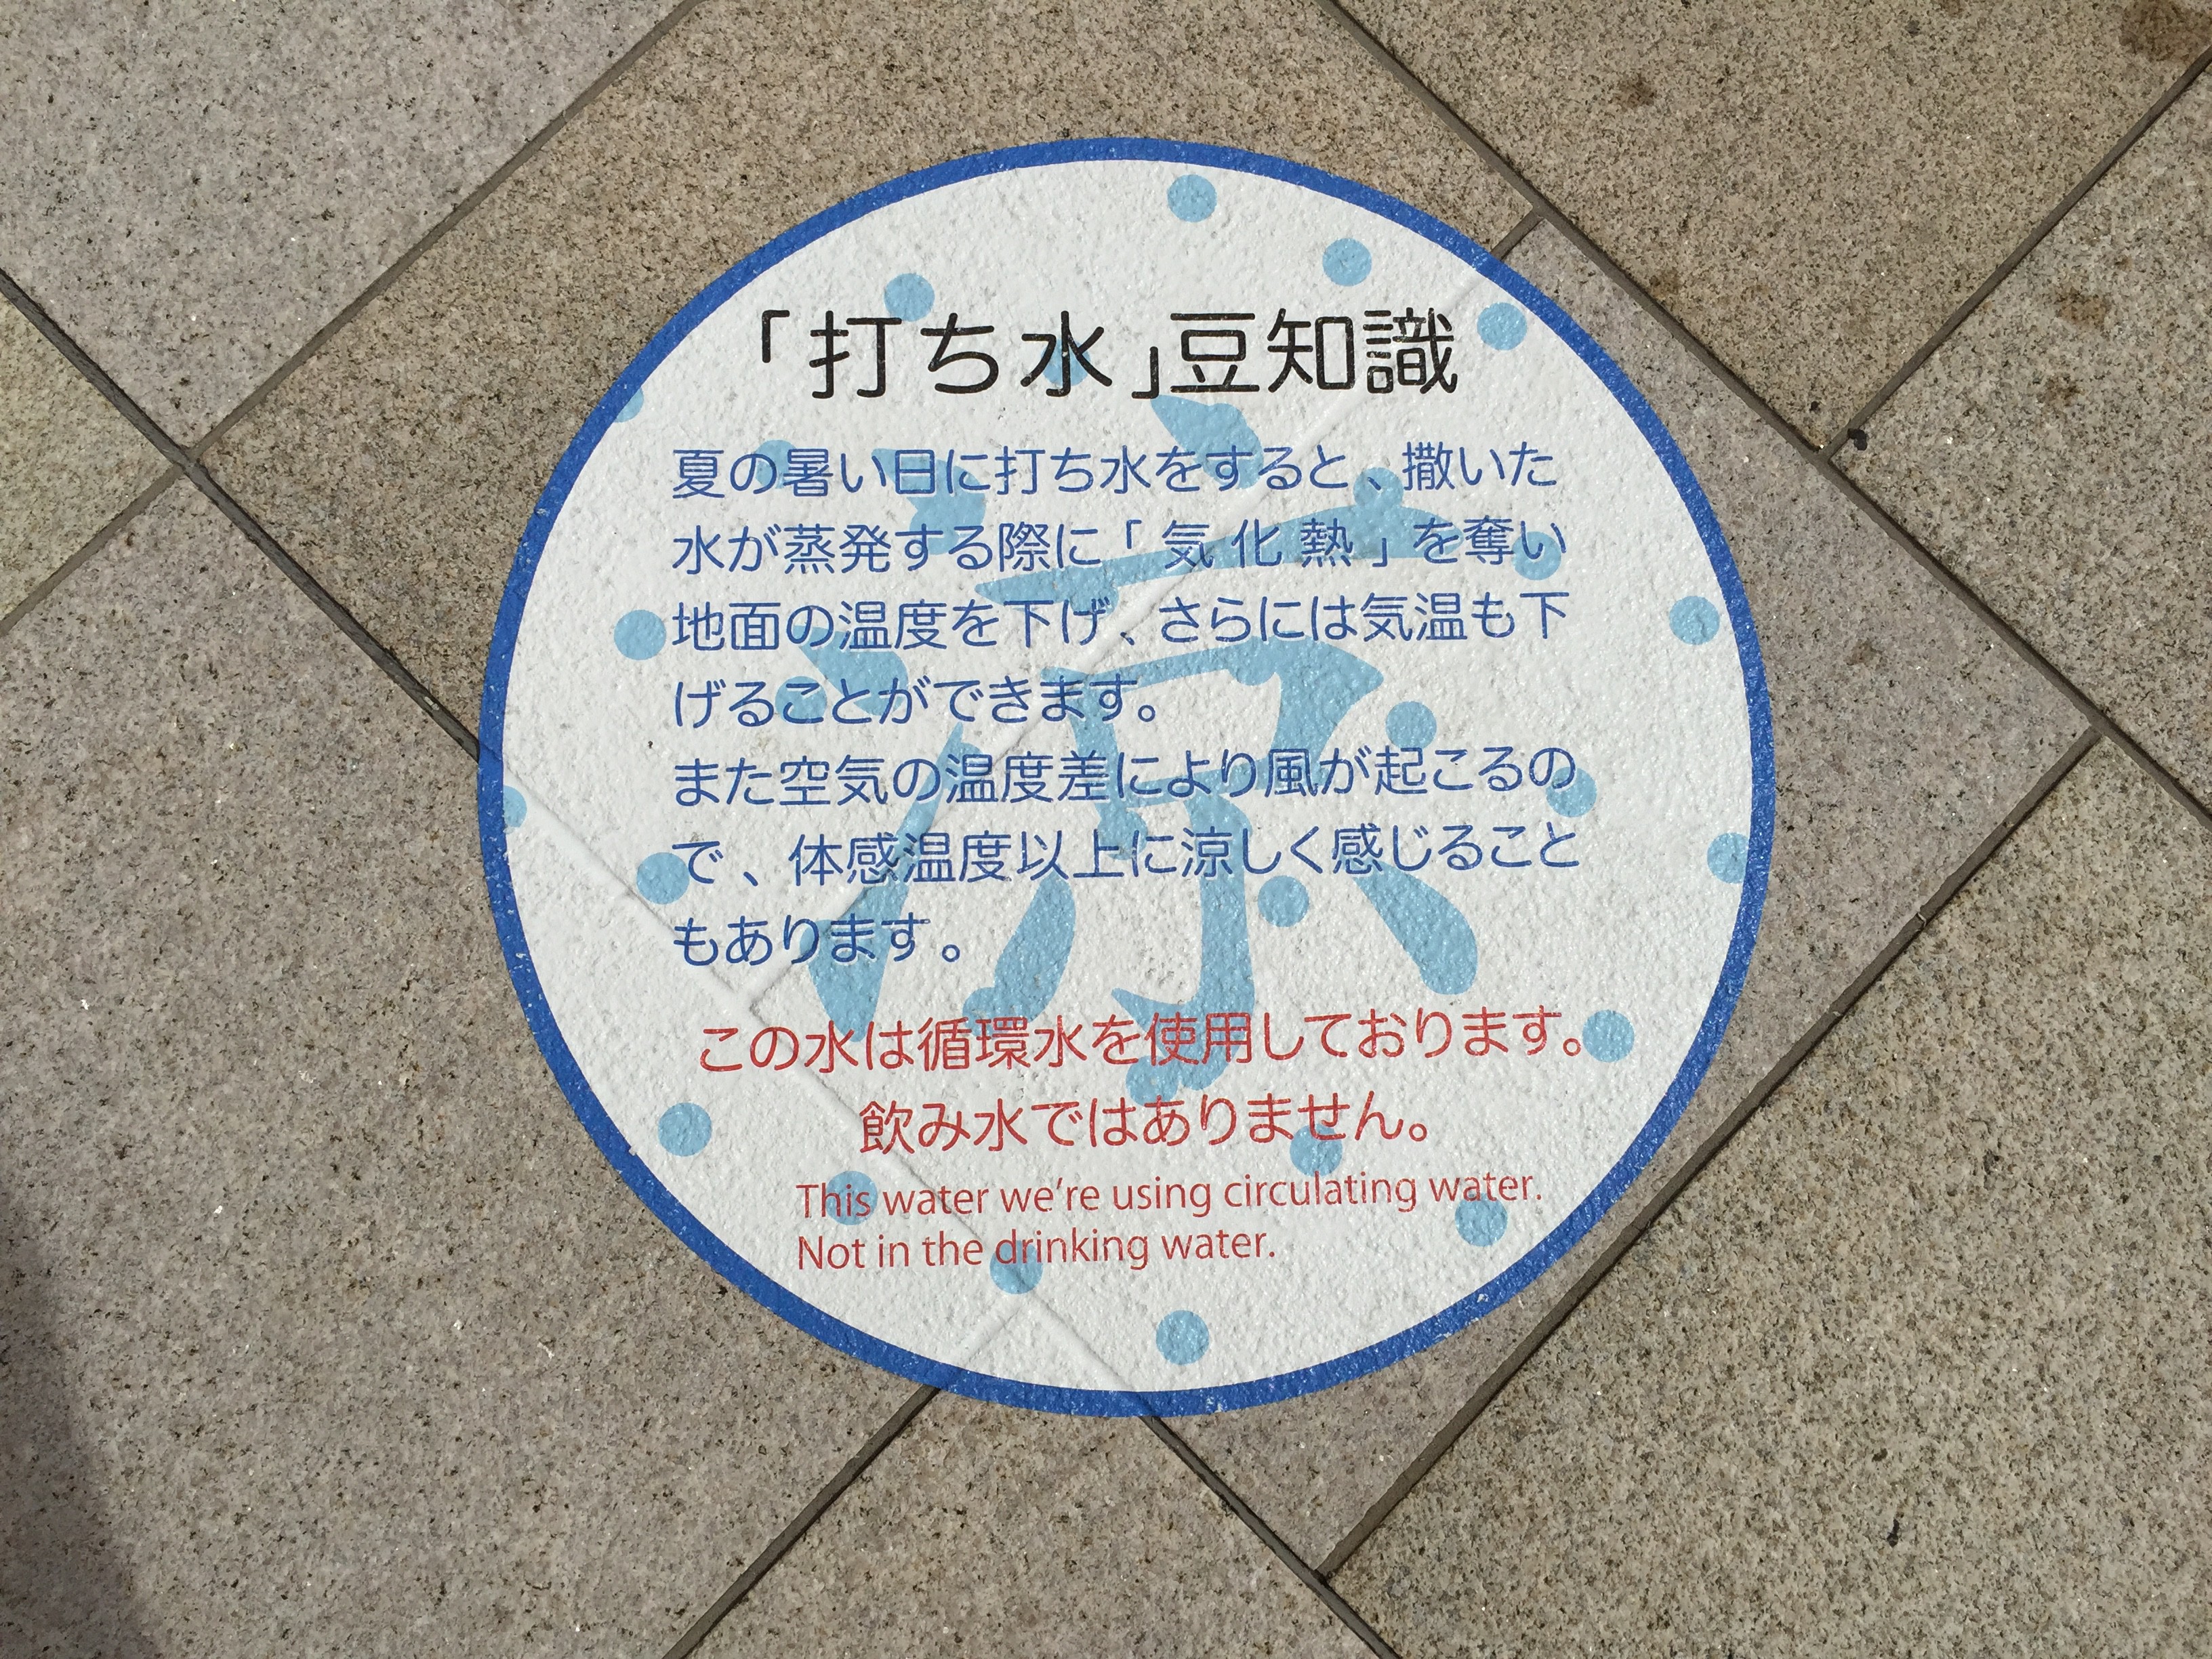 「打ち水」豆知識
夏の暑い日に打ち水をすると、撒いた
水が蒸発する際に「気化熱」を奪い
地面の温度を下げ、さらには気温も下
げることができます。
また空気の温度差により風が起こるの
で、体感温度以上に涼しく感じること
もあります。
涼
この水は循環水を使用しております。
飲み水ではありません。
This water we're using circulating water.
Not in the drinking water.